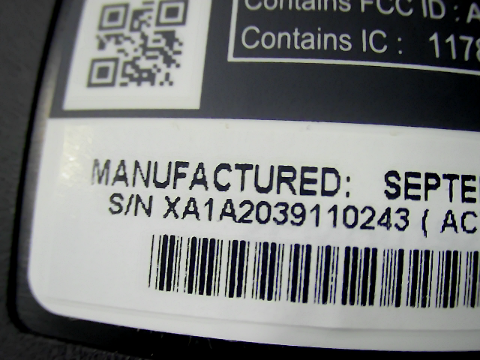 Contains FCC ID : A
Contains IC : 1178
MANUFACTURED: SEPTE
S/N XA1A2039110243 ( AC